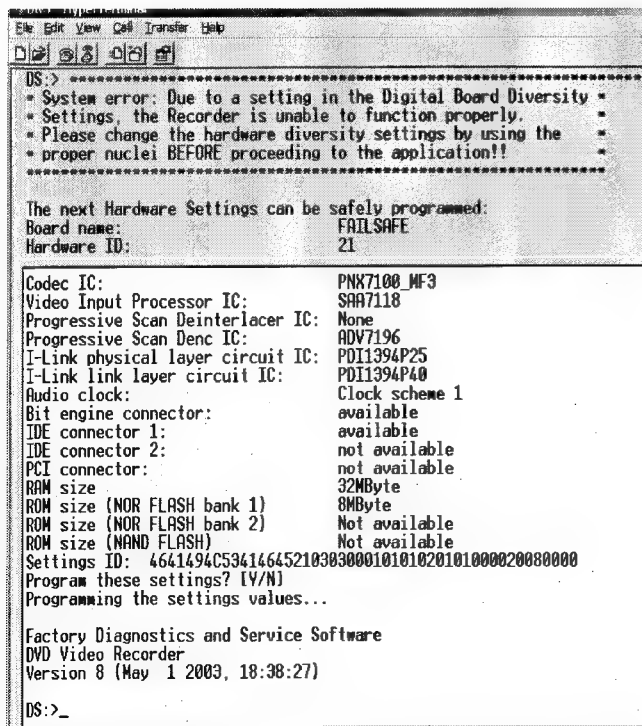 File Edit View Call Transfer Help
DS:> ******************************************************
* System error: Due to a setting in the Digital Board Diversity *
* Settings, the Recorder is unable to function properly. *
* Please change the hardware diversity settings by using the *
* proper nuclei BEFORE proceeding to the application!! *
******************************************************
The next Hardware Settings can be safely programmed:
Board name: FAILSAFE
Hardware ID: 21
Codec IC: PNX7100_MF3
Video Input Processor IC: SAA7118
Progressive Scan Deinterlacer IC: None
Progressive Scan Denc IC: ADV7196
I-Link physical layer circuit IC: PDI1394P25
I-Link link layer circuit IC: PDI1394P40
Audio clock: Clock scheme 1
Bit engine connector: available
IDE connector 1: available
IDE connector 2: not available
PCI connector: not available
RAM size 32MByte
ROM size (NOR FLASH bank 1) 8MByte
ROM size (NOR FLASH bank 2) Not available
ROM size (NAND FLASH) Not available
Settings ID: 4641494C5341464521030300010101020101000020080000
Program these settings? [Y/N]
Programming the settings values...
Factory Diagnostics and Service Software
DVD Video Recorder
Version 8 (May 1 2003, 18:38:27)
DS:>_